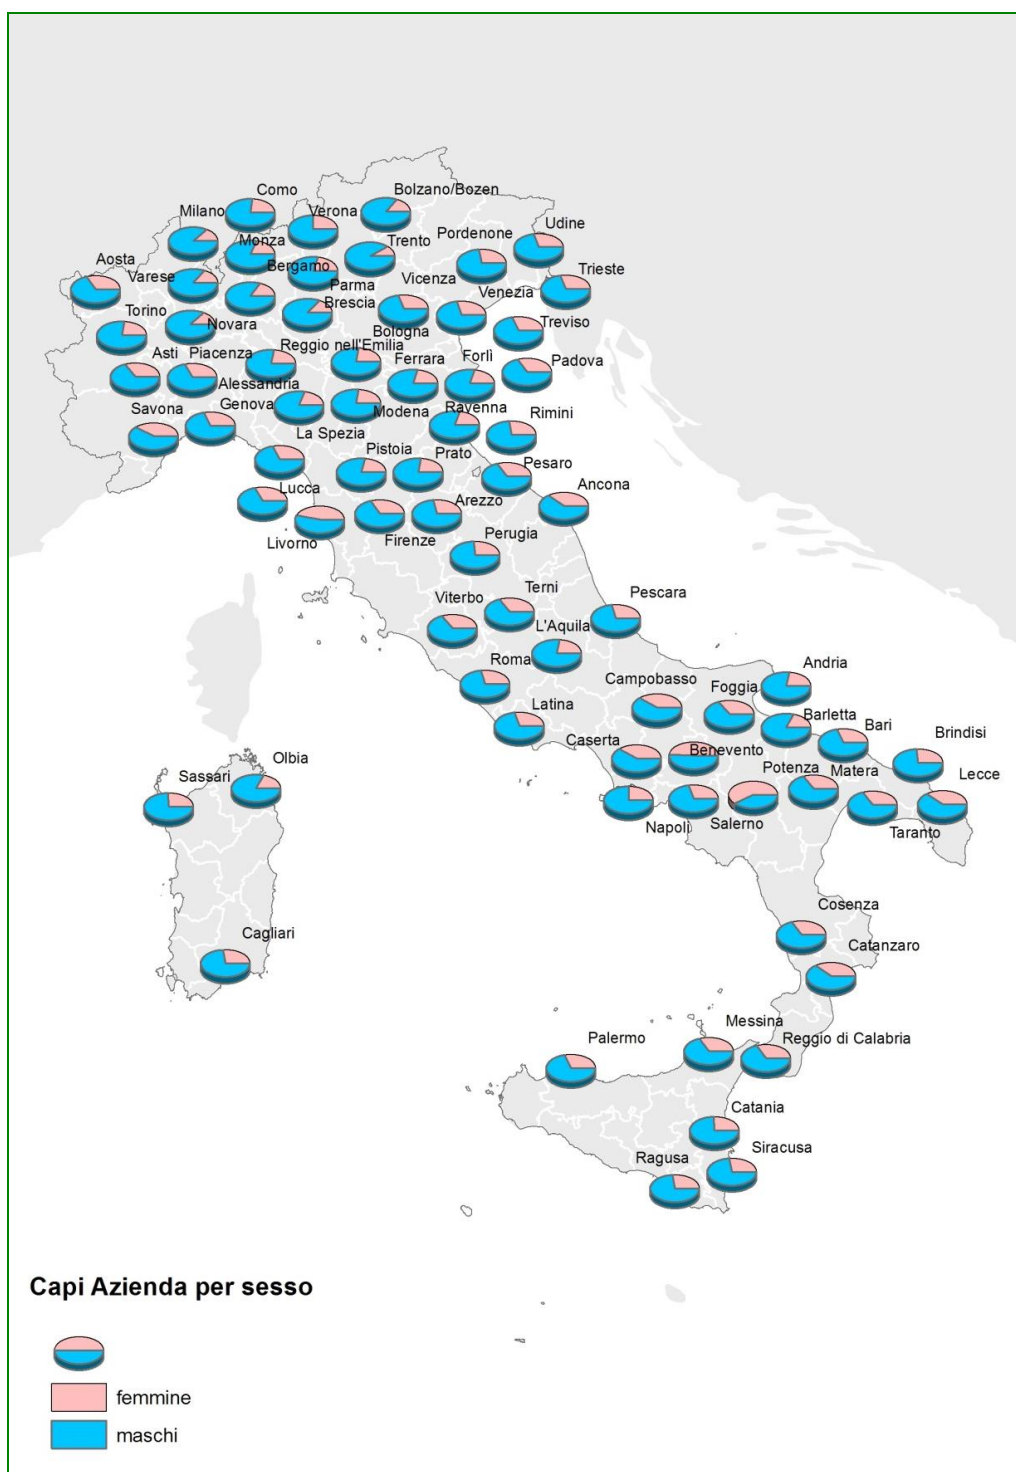 Como
Bolzano/Bozen
Milano
Verona
Udine
Pordenone
Monza
Trento
Aosta
Bergamo
Trieste
Varese
Vicenza
Parma
Venezia
Brescia
Torino
Novara
Treviso
Bologna
Reggio nell'Emilia
Asti
Piacenza
Ferrara
Forlì
Padova
Alessandria
Savona
Genova
Modena
Ravenna
Rimini
La Spezia
Pistoia
Prato
Pesaro
Ancona
Lucca
Arezzo
Livorno
Firenze
Perugia
Terni
Viterbo
Pescara
L'Aquila
Roma
Andria
Campobasso
Foggia
Latina
Barletta
Bari
Brindisi
Caserta
Benevento
Olbia
Potenza
Matera
Lecce
Sassari
Napoli
Salerno
Taranto
Cosenza
Cagliari
Catanzaro
Messina
Palermo
Reggio di Calabria
Catania
Siracusa
Ragusa
Capi Azienda per sesso
femmine
maschi